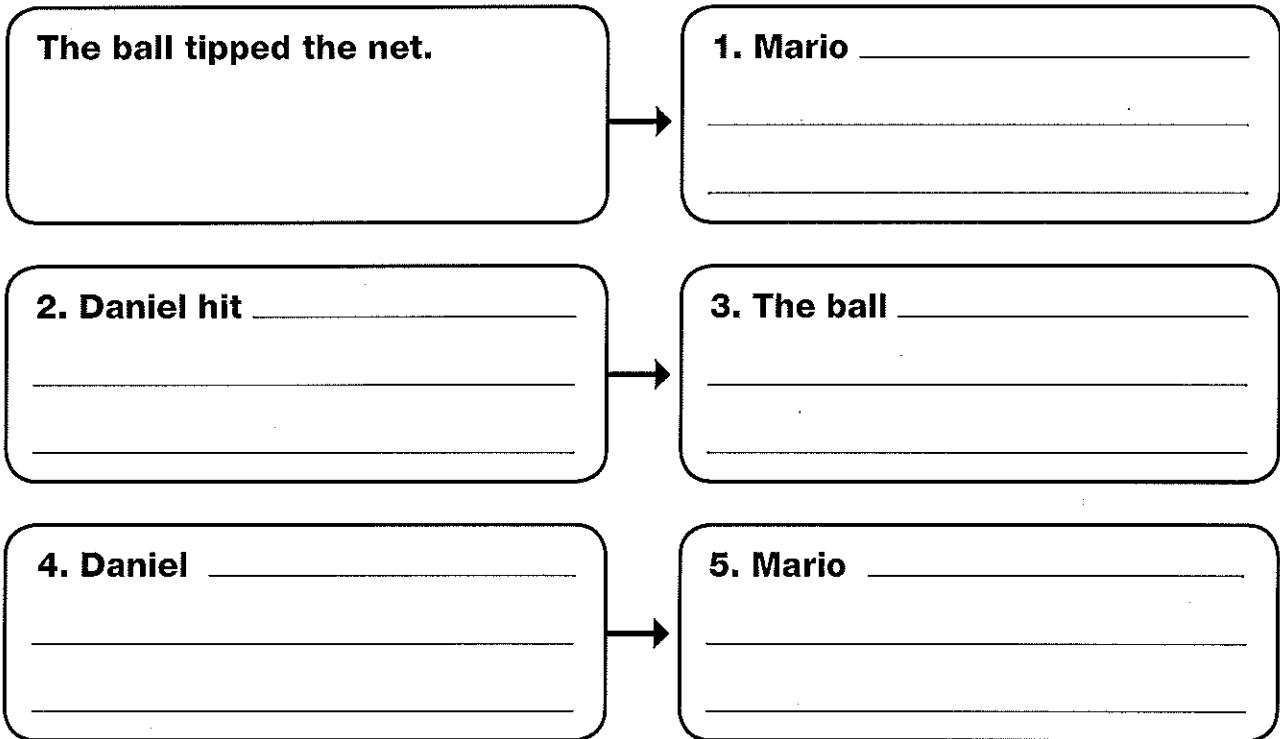 The ball tipped the net.
1. Mario
2. Daniel hit
3. The ball
4. Daniel
5. Mario